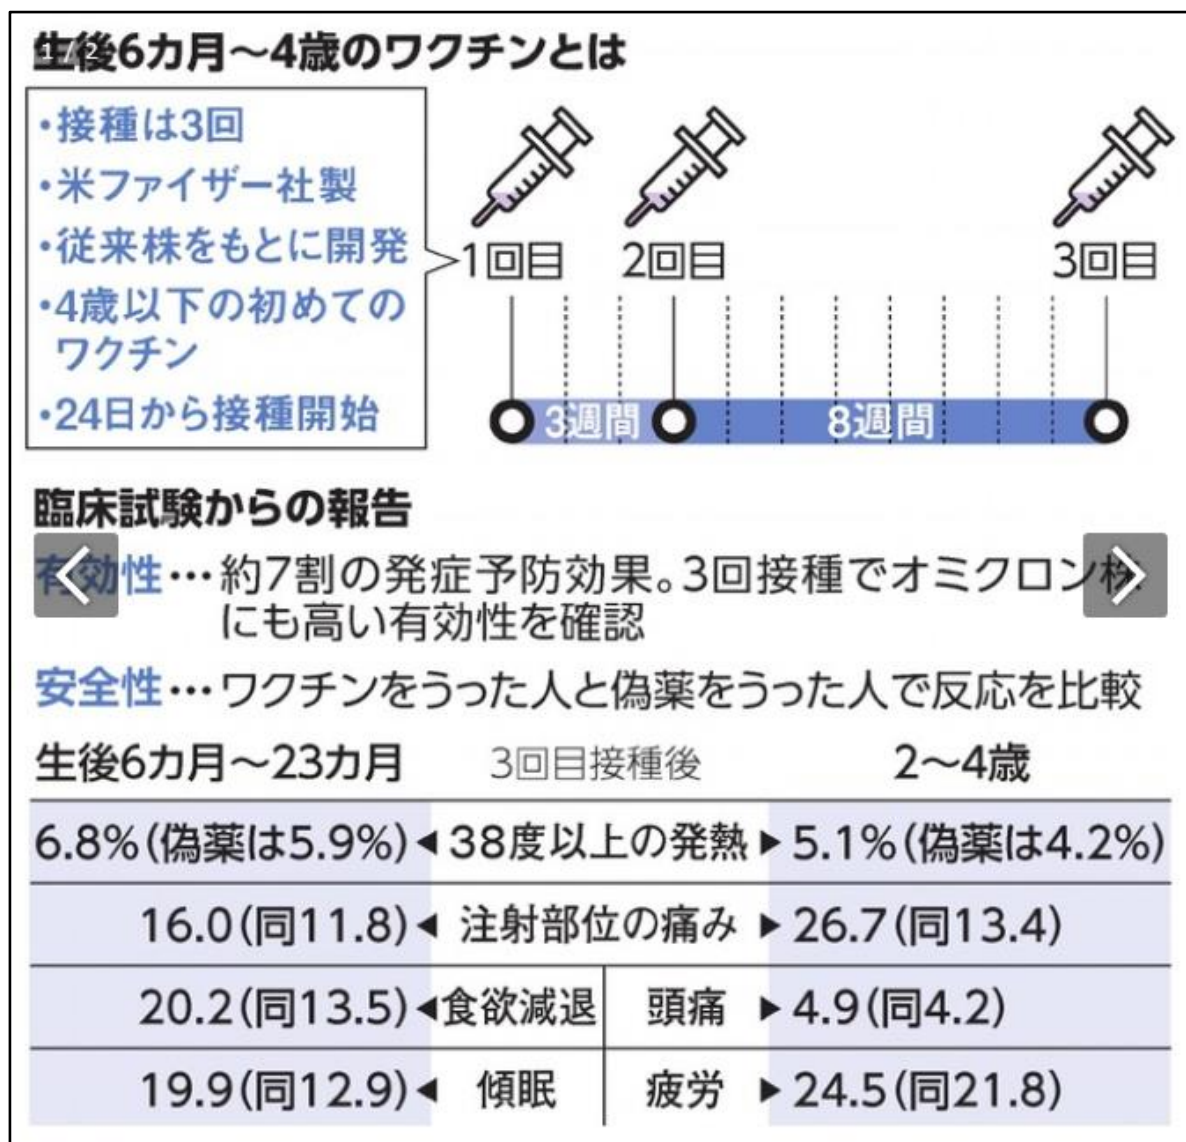 生後6カ月〜4歳のワクチンとは
1 / 2
・接種は3回
・米ファイザー社製
・従来株をもとに開発
・4歳以下の初めての
ワクチン
・24日から接種開始
1回目 2回目 3回目
3週間 8週間
臨床試験からの報告
有効性…約7割の発症予防効果。3回接種でオミクロン株
にも高い有効性を確認
安全性…ワクチンをうった人と偽薬をうった人で反応を比較
生後6カ月〜23カ月 3回目接種後 2〜4歳
6.8%(偽薬は5.9%) ◀ 38度以上の発熱 ▶ 5.1%(偽薬は4.2%)
16.0(同11.8) ◀ 注射部位の痛み ▶ 26.7(同13.4)
20.2(同13.5) ◀ 食欲減退 頭痛 ▶ 4.9(同4.2)
19.9(同12.9) ◀ 傾眠 疲労 ▶ 24.5(同21.8)